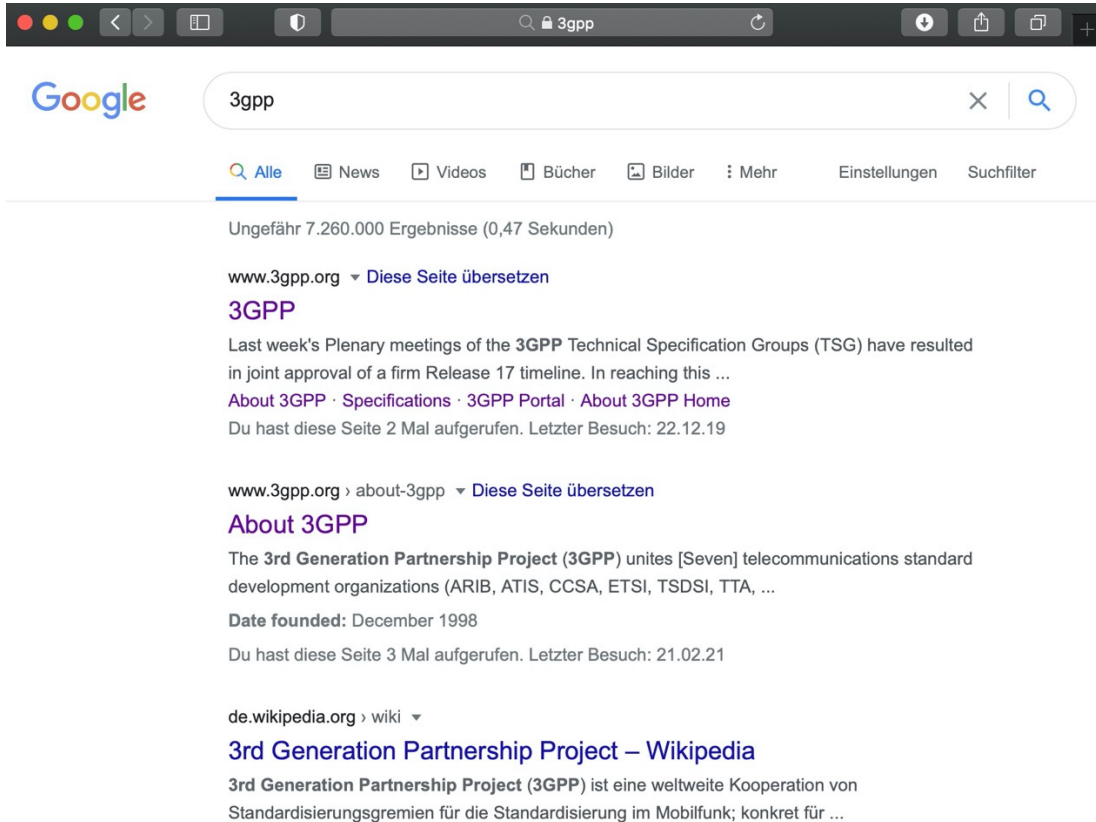 3gpp
Google
3gpp
Alle News Videos Bücher Bilder Mehr Einstellungen Suchfilter
Ungefähr 7.260.000 Ergebnisse (0,47 Sekunden)
www.3gpp.org Diese Seite übersetzen
3GPP
Last week's Plenary meetings of the 3GPP Technical Specification Groups (TSG) have resulted
in joint approval of a firm Release 17 timeline. In reaching this ...
About 3GPP · Specifications · 3GPP Portal · About 3GPP Home
Du hast diese Seite 2 Mal aufgerufen. Letzter Besuch: 22.12.19
www.3gpp.org › about-3gpp Diese Seite übersetzen
About 3GPP
The 3rd Generation Partnership Project (3GPP) unites [Seven] telecommunications standard
development organizations (ARIB, ATIS, CCSA, ETSI, TSDSI, TTA, ...
Date founded: December 1998
Du hast diese Seite 3 Mal aufgerufen. Letzter Besuch: 21.02.21
de.wikipedia.org › wiki
3rd Generation Partnership Project – Wikipedia
3rd Generation Partnership Project (3GPP) ist eine weltweite Kooperation von
Standardisierungsgremien für die Standardisierung im Mobilfunk; konkret für ...